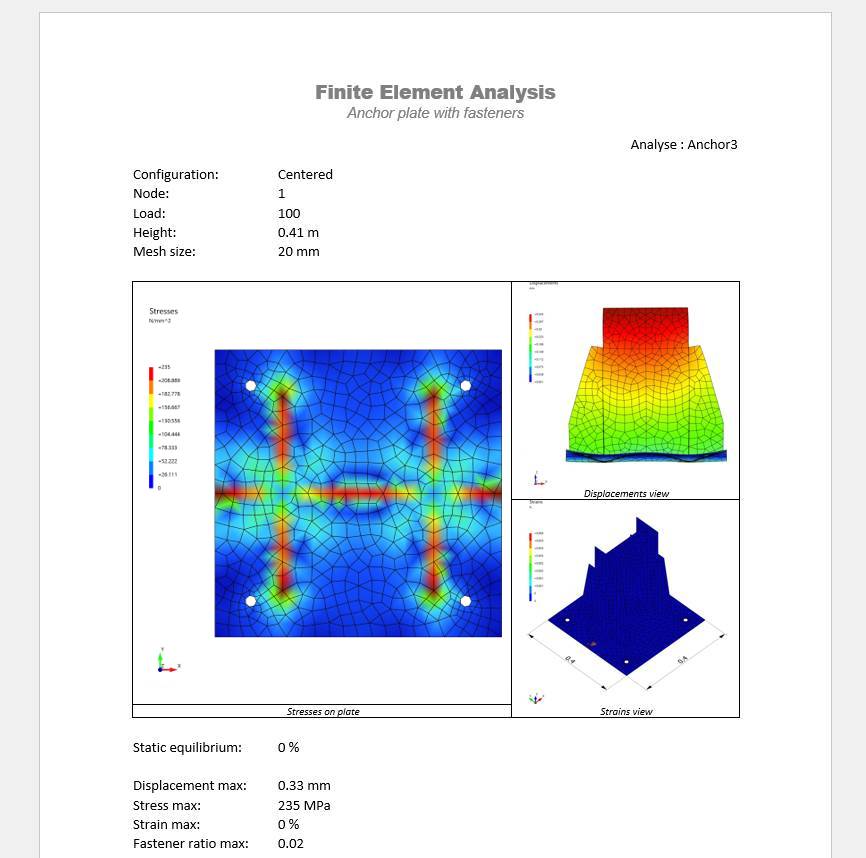 Finite Element Analysis
Anchor plate with fasteners
Analyse : Anchor3
Configuration: Centered
Node: 1
Load: 100
Height: 0.41 m
Mesh size: 20 mm
Stresses
N/mm^2
+235
+208.889
+182.778
+156.667
+130.556
+104.444
+78.333
+52.222
+26.111
0
Y
Z
X
Stresses on plate
Displacements
Displacements view
Strains
0.4
0.4
Strains view
Static equilibrium: 0 %
Displacement max: 0.33 mm
Stress max: 235 MPa
Strain max: 0 %
Fastener ratio max: 0.02